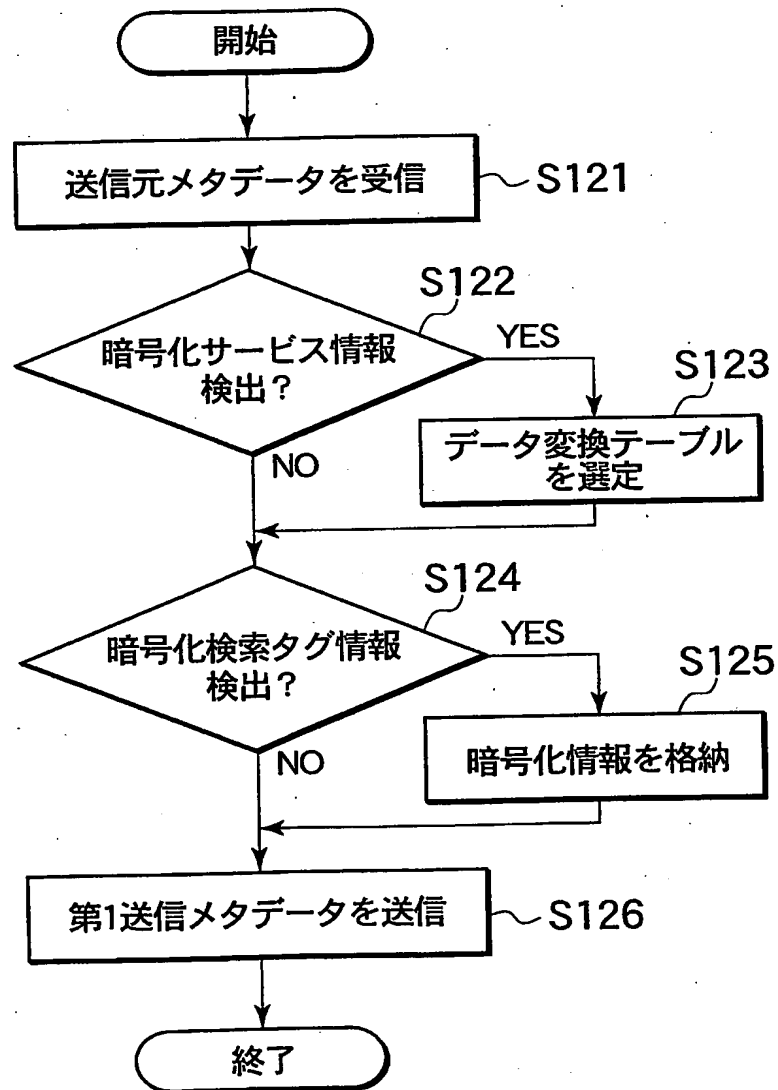 開始
送信元メタデータを受信
S121
S122
暗号化サービス情報
検出？
YES
NO
S123
データ変換テーブル
を選定
S124
暗号化検索タグ情報
検出？
YES
NO
S125
暗号化情報を格納
第1送信メタデータを送信
S126
終了